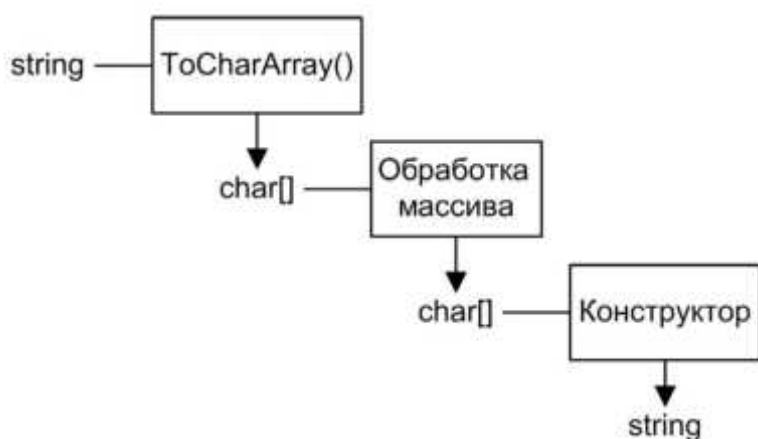 string
ToCharArray()
char[]
Обработка
массива
char[]
Конструктор
string